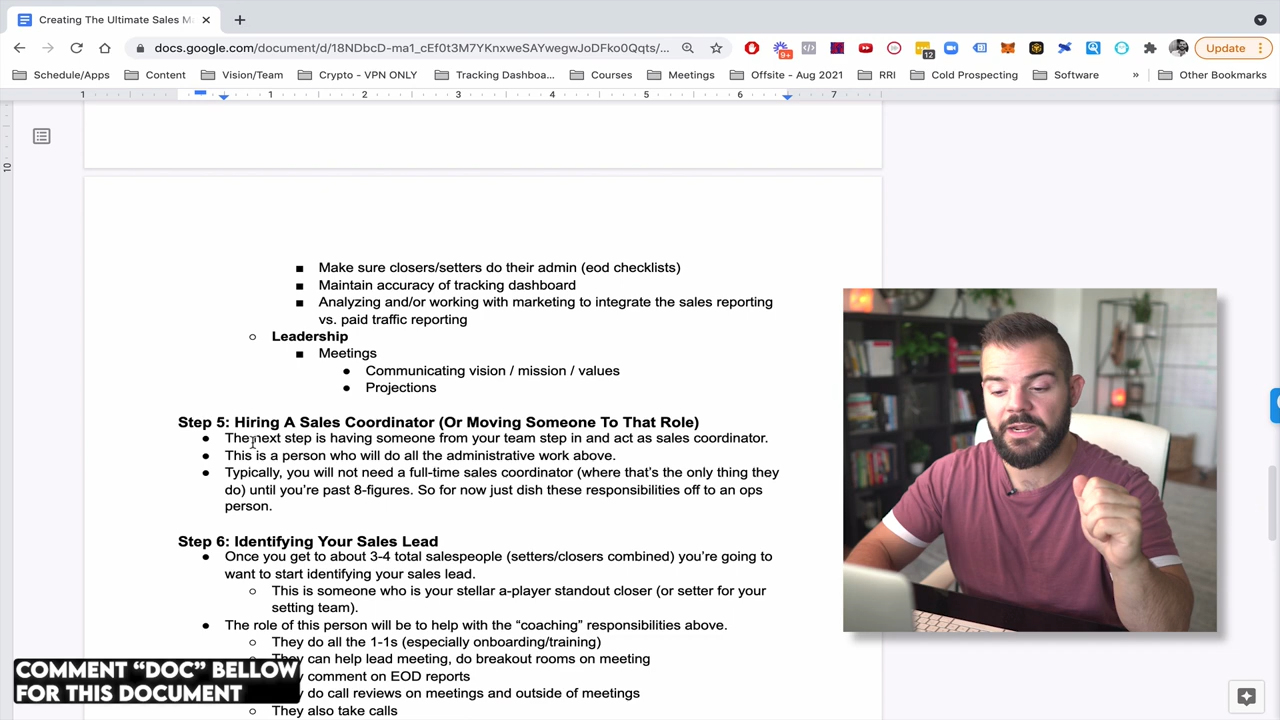 Creating The Ultimate Sales M
docs.google.com/document/d/18NDbcD-ma1_cEf0t3M7YKnxweSAYwegwJoDFko0Qqts/...
9+
12
Update
Schedule/Apps
Content
Vision/Team
Crypto - VPN ONLY
Tracking Dashboa...
Courses
Meetings
Offsite - Aug 2021
RRI
Cold Prospecting
Software
»
Other Bookmarks
1 1 2 3 4 5 6 7
10
■ Make sure closers/setters do their admin (eod checklists)
■ Maintain accuracy of tracking dashboard
■ Analyzing and/or working with marketing to integrate the sales reporting
vs. paid traffic reporting
○ Leadership
■ Meetings
● Communicating vision / mission / values
● Projections
Step 5: Hiring A Sales Coordinator (Or Moving Someone To That Role)
● The next step is having someone from your team step in and act as sales coordinator.
● This is a person who will do all the administrative work above.
● Typically, you will not need a full-time sales coordinator (where that's the only thing they
do) until you're past 8-figures. So for now just dish these responsibilities off to an ops
person.
Step 6: Identifying Your Sales Lead
● Once you get to about 3-4 total salespeople (setters/closers combined) you're going to
want to start identifying your sales lead.
○ This is someone who is your stellar a-player standout closer (or setter for your
setting team).
● The role of this person will be to help with the "coaching" responsibilities above.
○ They do all the 1-1s (especially onboarding/training)
can help lead meeting, do breakout rooms on meeting
comment on EOD reports
do call reviews on meetings and outside of meetings
○ They also take calls
COMMENT "DOC" BELLOW
FOR THIS DOCUMENT